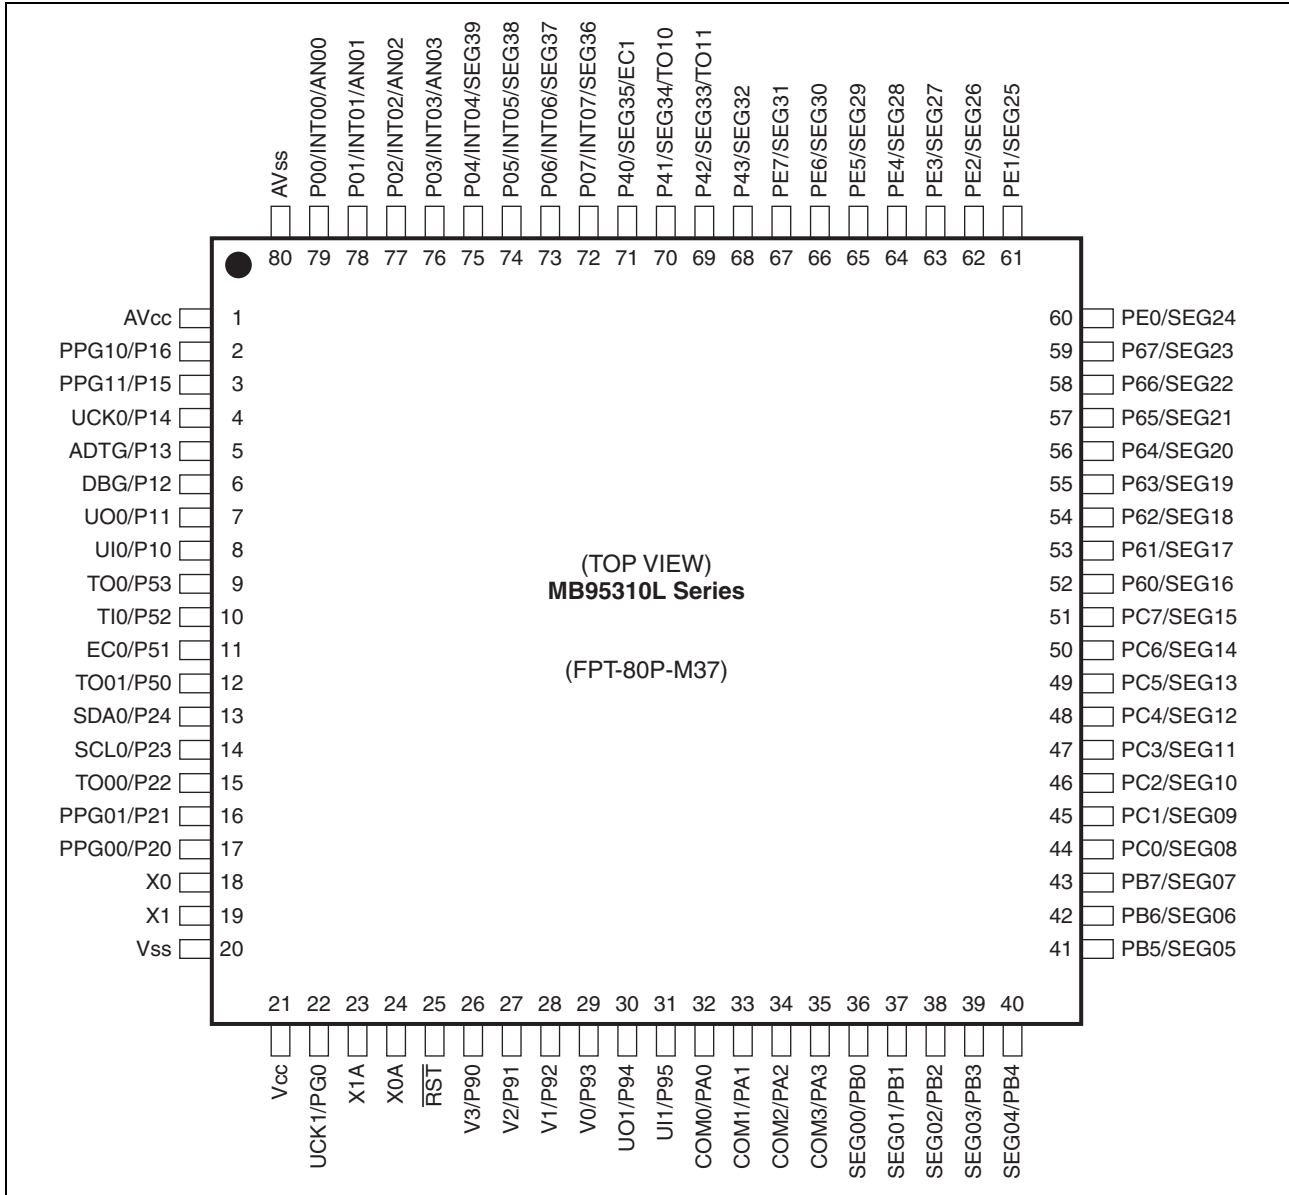 AVss
P00/INT00/AN00
P01/INT01/AN01
P02/INT02/AN02
P03/INT03/AN03
P04/INT04/SEG39
P05/INT05/SEG38
P06/INT06/SEG37
P07/INT07/SEG36
P40/SEG35/EC1
P41/SEG34/TO10
P42/SEG33/TO11
P43/SEG32
PE7/SEG31
PE6/SEG30
PE5/SEG29
PE4/SEG28
PE3/SEG27
PE2/SEG26
PE1/SEG25
80 79 78 77 76 75 74 73 72 71 70 69 68 67 66 65 64 63 62 61
AVcc 1
PPG10/P16 2
PPG11/P15 3
UCK0/P14 4
ADTG/P13 5
DBG/P12 6
UO0/P11 7
UI0/P10 8
TO0/P53 9
TI0/P52 10
EC0/P51 11
TO01/P50 12
SDA0/P24 13
SCL0/P23 14
TO00/P22 15
PPG01/P21 16
PPG00/P20 17
X0 18
X1 19
Vss 20
(TOP VIEW)
MB95310L Series
(FPT-80P-M37)
60 PE0/SEG24
59 P67/SEG23
58 P66/SEG22
57 P65/SEG21
56 P64/SEG20
55 P63/SEG19
54 P62/SEG18
53 P61/SEG17
52 P60/SEG16
51 PC7/SEG15
50 PC6/SEG14
49 PC5/SEG13
48 PC4/SEG12
47 PC3/SEG11
46 PC2/SEG10
45 PC1/SEG09
44 PC0/SEG08
43 PB7/SEG07
42 PB6/SEG06
41 PB5/SEG05
21 22 23 24 25 26 27 28 29 30 31 32 33 34 35 36 37 38 39 40
Vcc
UCK1/PG0
X1A
X0A
RST
V3/P90
V2/P91
V1/P92
V0/P93
UO1/P94
UI1/P95
COM0/PA0
COM1/PA1
COM2/PA2
COM3/PA3
SEG00/PB0
SEG01/PB1
SEG02/PB2
SEG03/PB3
SEG04/PB4